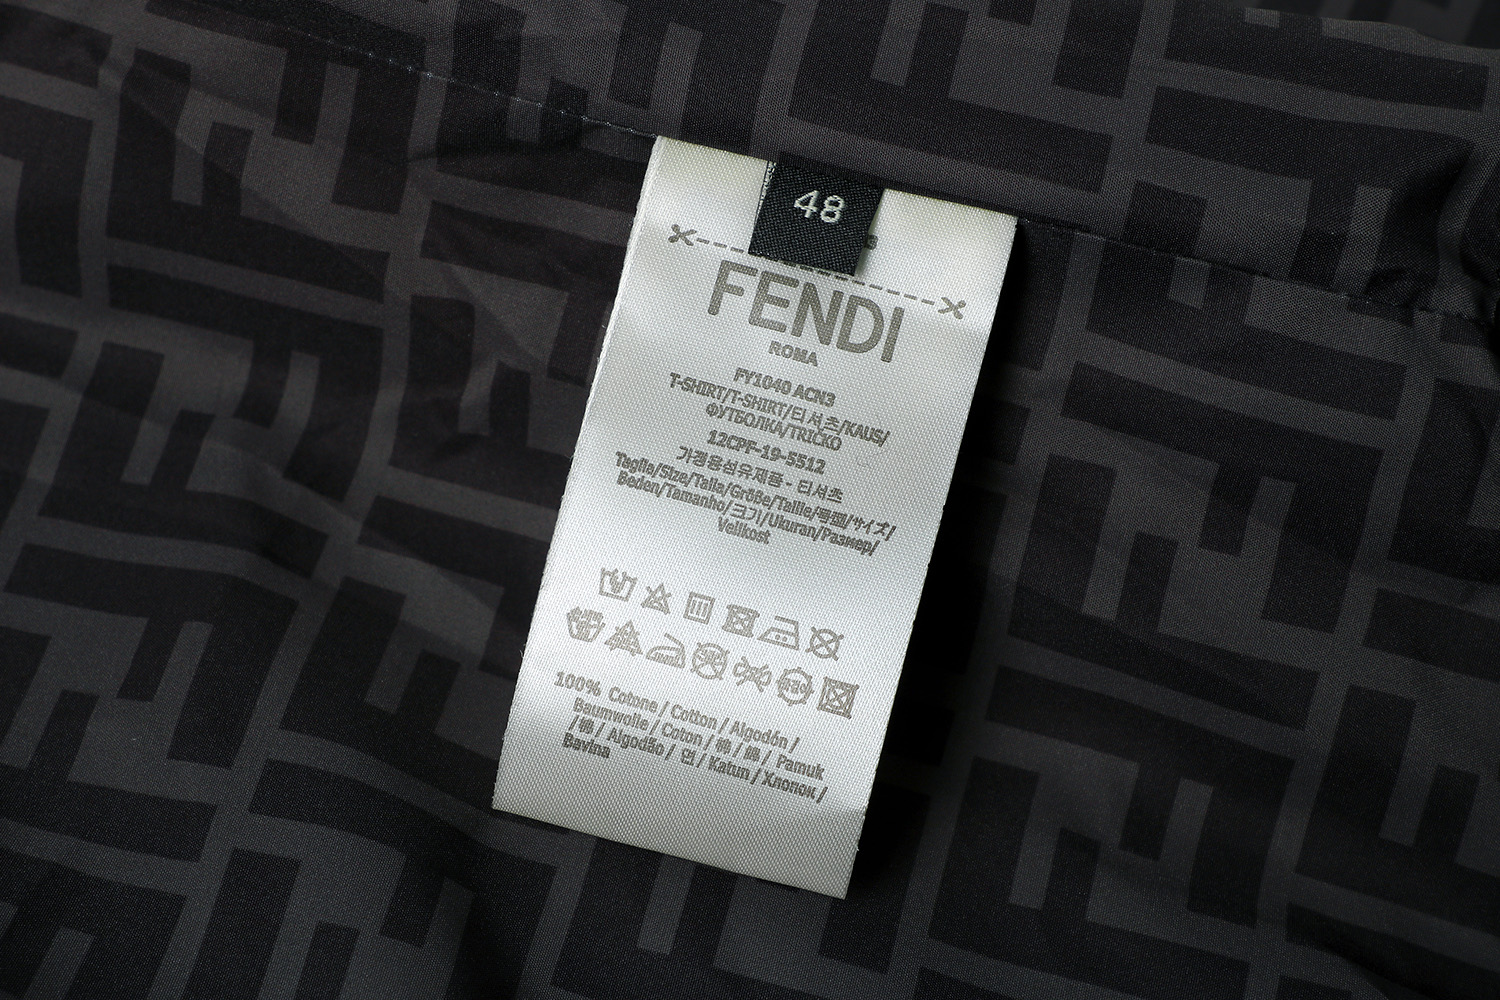 48
FENDI
ROMA
FY1040 ACN3
T-SHIRT/T-SHIRT/티셔츠/KAUS/
ФУТБОЛКА/TRIČKO
12CPF-19-5512
가정용섬유제품 - 티셔츠
Taglia/Size/Talla/Größe/Taille/号型/サイズ/
Beden/Tamanho/크기/Ukuran/Размер/
Velikost
100% Cotone / Cotton / Algodón /
Baumwolle / Coton / 棉 / 綿 / Pamuk
/ 棉 / Algodão / 면 / Katun / Хлопок /
Bavlna